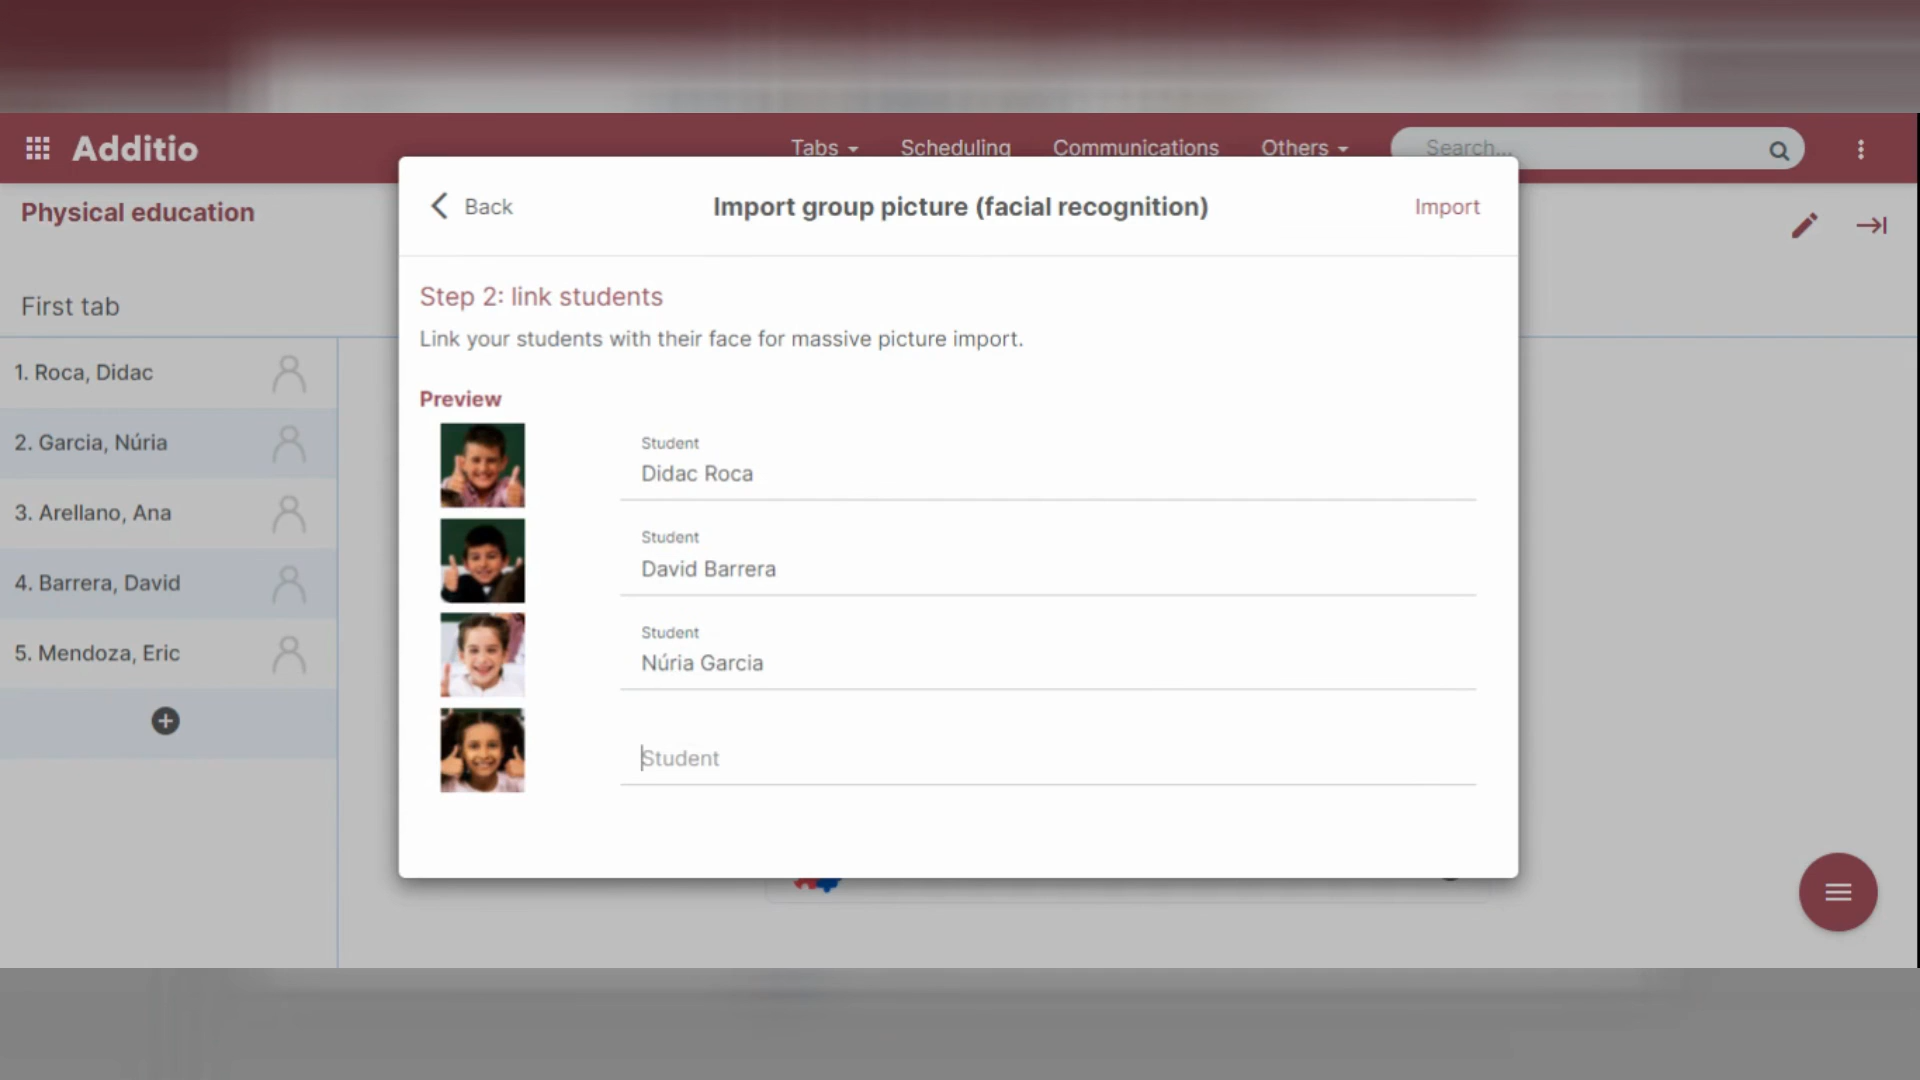 Additio
Tabs
Scheduling
Communications
Others
Search...
Physical education
First tab
1. Roca, Didac
2. Garcia, Núria
3. Arellano, Ana
4. Barrera, David
5. Mendoza, Eric
Back
Import group picture (facial recognition)
Import
Step 2: link students
Link your students with their face for massive picture import.
Preview
Student
Didac Roca
Student
David Barrera
Student
Núria Garcia
Student